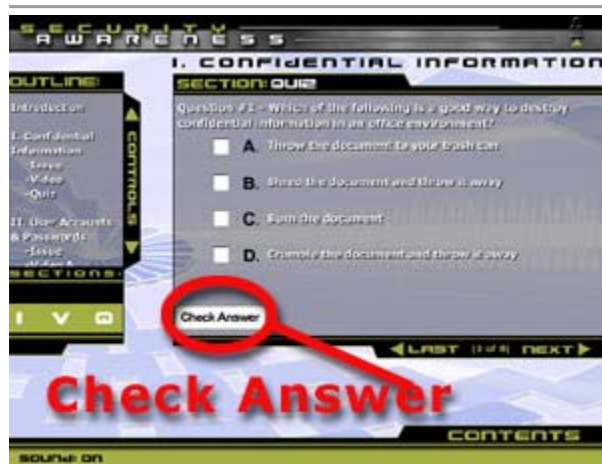 SECURITY
AWARENESS
I. CONFIDENTIAL INFORMATION
OUTLINE:
SECTION: QUIZ
Introduction
I. Confidential
Information
-Issue
-Video
-Quiz
II. User Accounts
& Passwords
-Issue
CONTROLS
SECTIONS:
I V Q
Question #1 - Which of the following is a good way to destroy
confidential information in an office environment?
A. Throw the document to your trash can
B. Shred the document and throw it away
C. Burn the document
D. Crumple the document and throw it away
Check Answer
LAST NEXT
Check Answer
CONTENTS
SOUND: ON